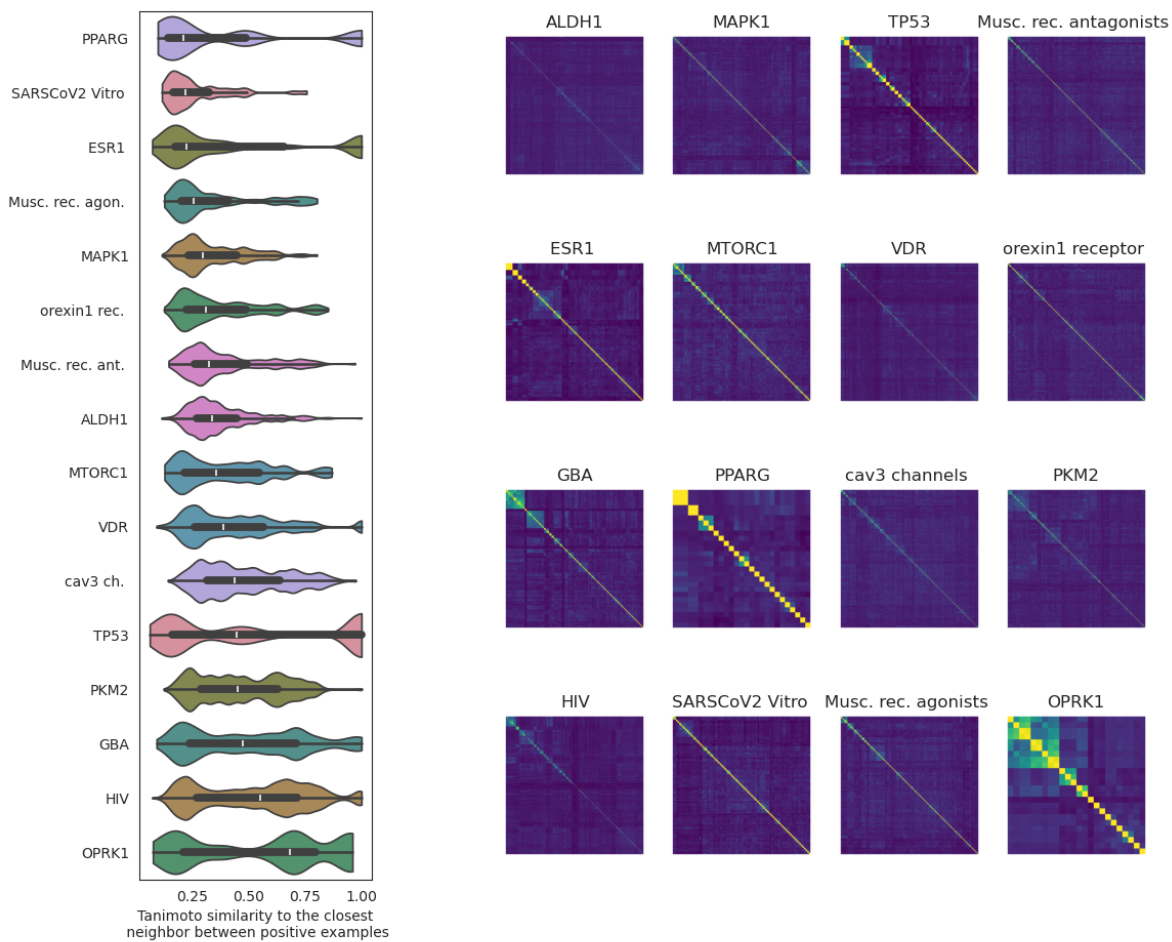 PPARG
SARSCoV2 Vitro
ESR1
Musc. rec. agon.
MAPK1
orexin1 rec.
Musc. rec. ant.
ALDH1
MTORC1
VDR
cav3 ch.
TP53
PKM2
GBA
HIV
OPRK1
0.25 0.50 0.75 1.00
Tanimoto similarity to the closest
neighbor between positive examples
ALDH1 MAPK1 TP53 Musc. rec. antagonists
ESR1 MTORC1 VDR orexin1 receptor
GBA PPARG cav3 channels PKM2
HIV SARSCoV2 Vitro Musc. rec. agonists OPRK1